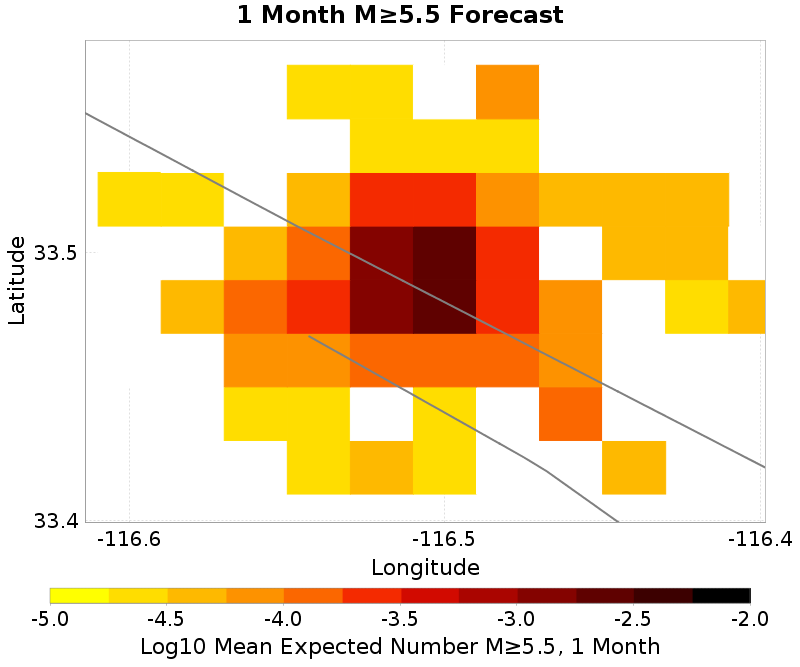 1 Month M≥5.5 Forecast
Latitude
33.5
33.4
-116.6 -116.5 -116.4
Longitude
-5.0 -4.5 -4.0 -3.5 -3.0 -2.5 -2.0
Log10 Mean Expected Number M≥5.5, 1 Month